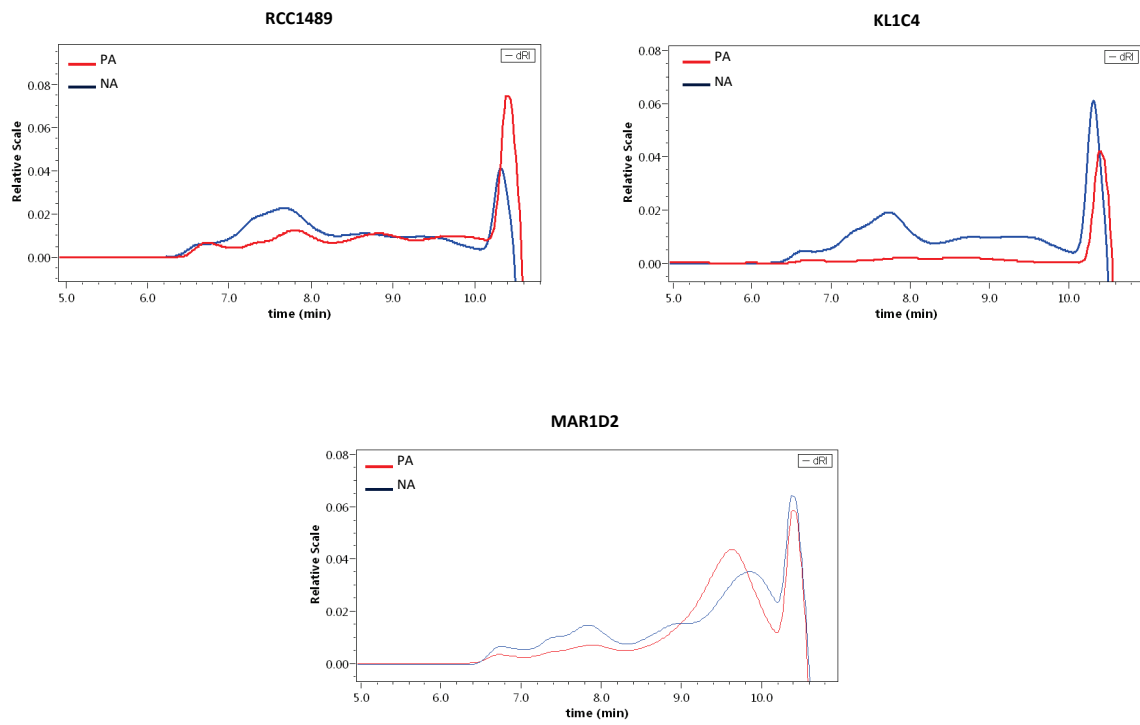 RCC1489
PA
NA
– dRI
Relative Scale
0.08
0.06
0.04
0.02
0.00
5.0 6.0 7.0 8.0 9.0 10.0
time (min)
KL1C4
PA
NA
– dRI
Relative Scale
0.08
0.06
0.04
0.02
0.00
5.0 6.0 7.0 8.0 9.0 10.0
time (min)
MAR1D2
PA
NA
– dRI
Relative Scale
0.08
0.06
0.04
0.02
0.00
5.0 6.0 7.0 8.0 9.0 10.0
time (min)